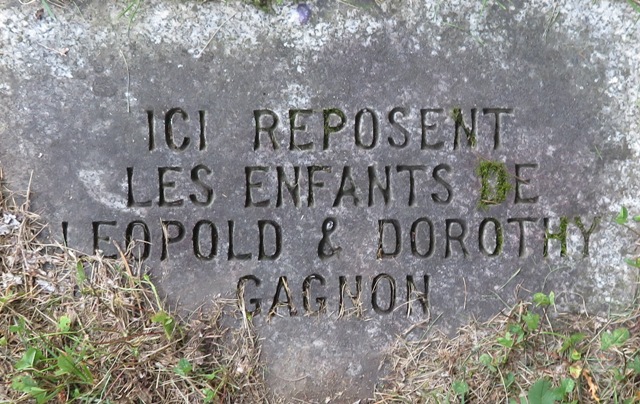 ICI REPOSENT
LES ENFANTS DE
LEOPOLD & DOROTHY
GAGNON